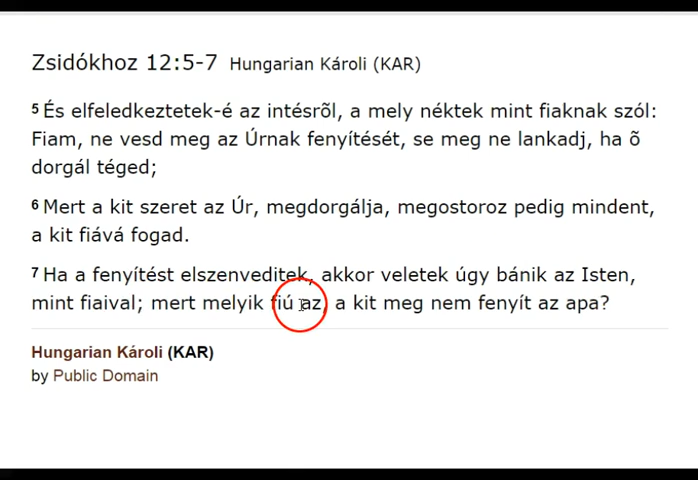 Zsidókhoz 12:5-7 Hungarian Károli (KAR)
5 És elfeledkeztetek-é az intésrõl, a mely néktek mint fiaknak szól:
Fiam, ne vesd meg az Úrnak fenyítését, se meg ne lankadj, ha õ
dorgál téged;
6 Mert a kit szeret az Úr, megdorgálja, megostoroz pedig mindent,
a kit fiává fogad.
7 Ha a fenyítést elszenveditek, akkor veletek úgy bánik az Isten,
mint fiaival; mert melyik fiú az, a kit meg nem fenyít az apa?
Hungarian Károli (KAR)
by Public Domain